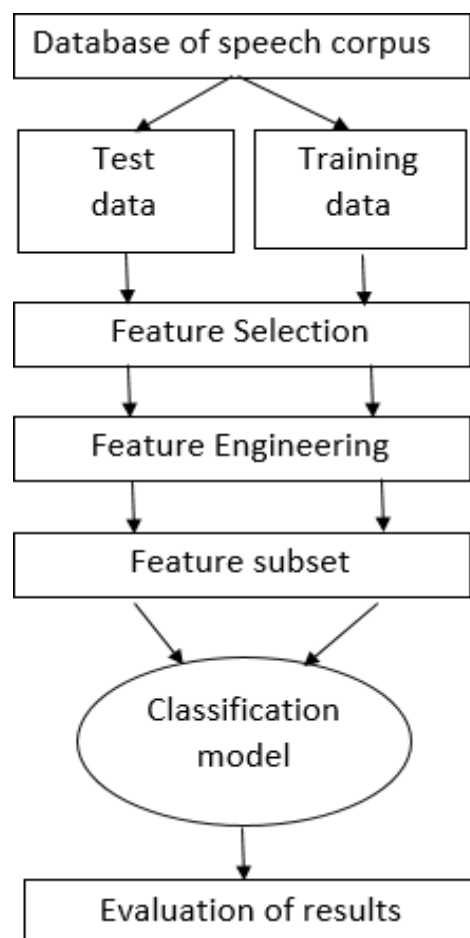 Database of speech corpus
Test
data
Training
data
Feature Selection
Feature Engineering
Feature subset
Classification
model
Evaluation of results